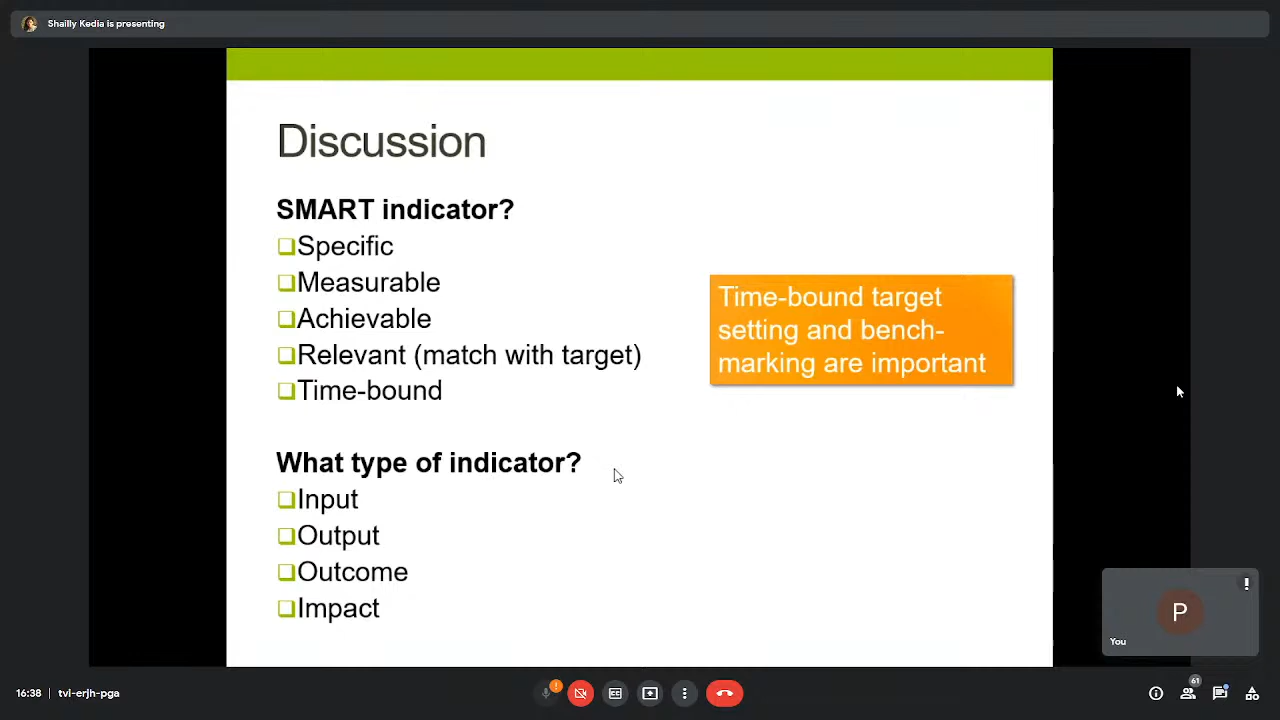 Shailly Kedia is presenting
Discussion
SMART indicator?
Specific
Measurable
Achievable
Relevant (match with target)
Time-bound
Time-bound target
setting and bench-
marking are important
What type of indicator?
Input
Output
Outcome
Impact
P
You
16:38 | tvl-erjh-pga
61